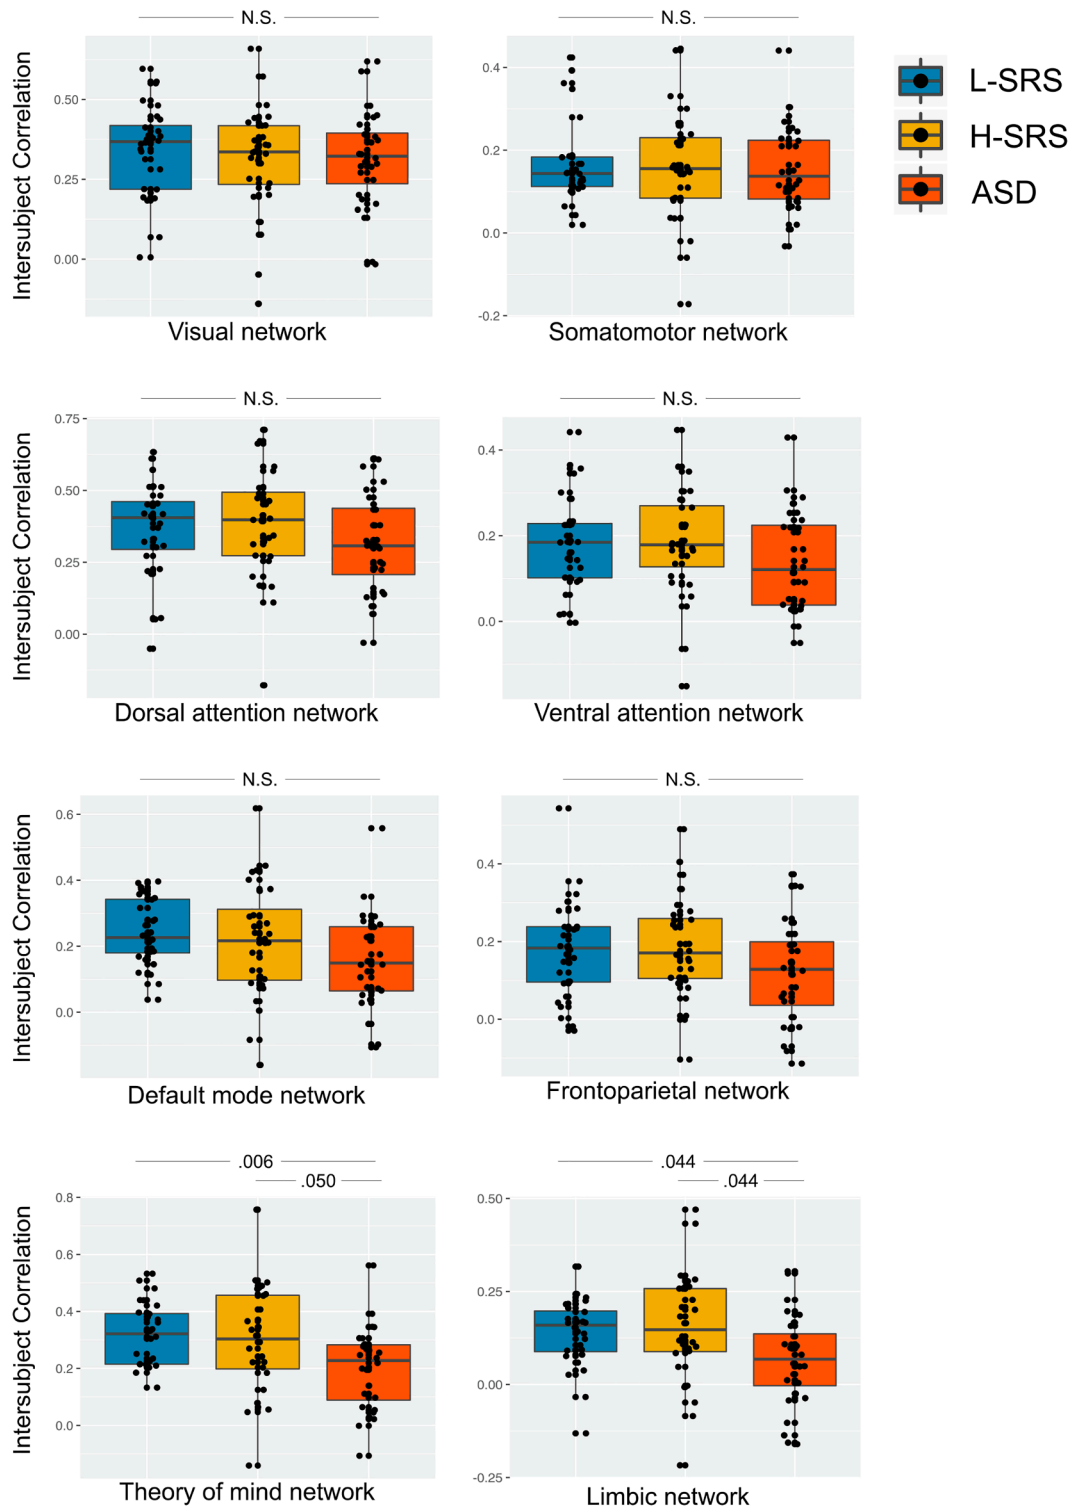 N.S.
N.S.
Intersubject Correlation
0.50
0.25
0.00
Visual network
0.4
0.2
0.0
-0.2
Somatomotor network
L-SRS
H-SRS
ASD
N.S.
N.S.
Intersubject Correlation
0.75
0.50
0.25
0.00
Dorsal attention network
0.4
0.2
0.0
Ventral attention network
N.S.
N.S.
Intersubject Correlation
0.6
0.4
0.2
0.0
Default mode network
0.4
0.2
0.0
Frontoparietal network
.006
.050
.044
.044
Intersubject Correlation
0.8
0.6
0.4
0.2
0.0
Theory of mind network
0.50
0.25
0.00
-0.25
Limbic network